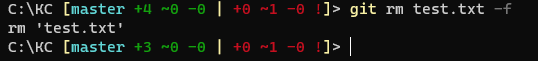 C:\KC [master +4 ~0 -0 | +0 ~1 -0 !]> git rm test.txt -f
rm 'test.txt'
C:\KC [master +3 ~0 -0 | +0 ~1 -0 !]>